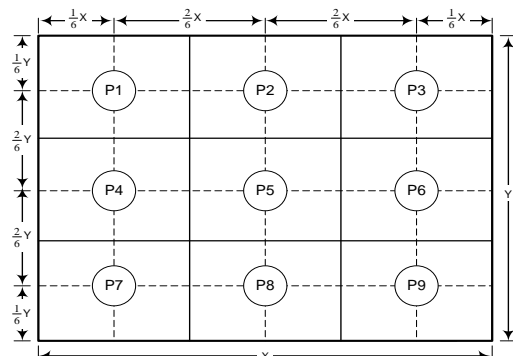 1/6 X 2/6 X 2/6 X 1/6 X
1/6 Y
P1 P2 P3
2/6 Y
P4 P5 P6
Y
2/6 Y
P7 P8 P9
1/6 Y
X